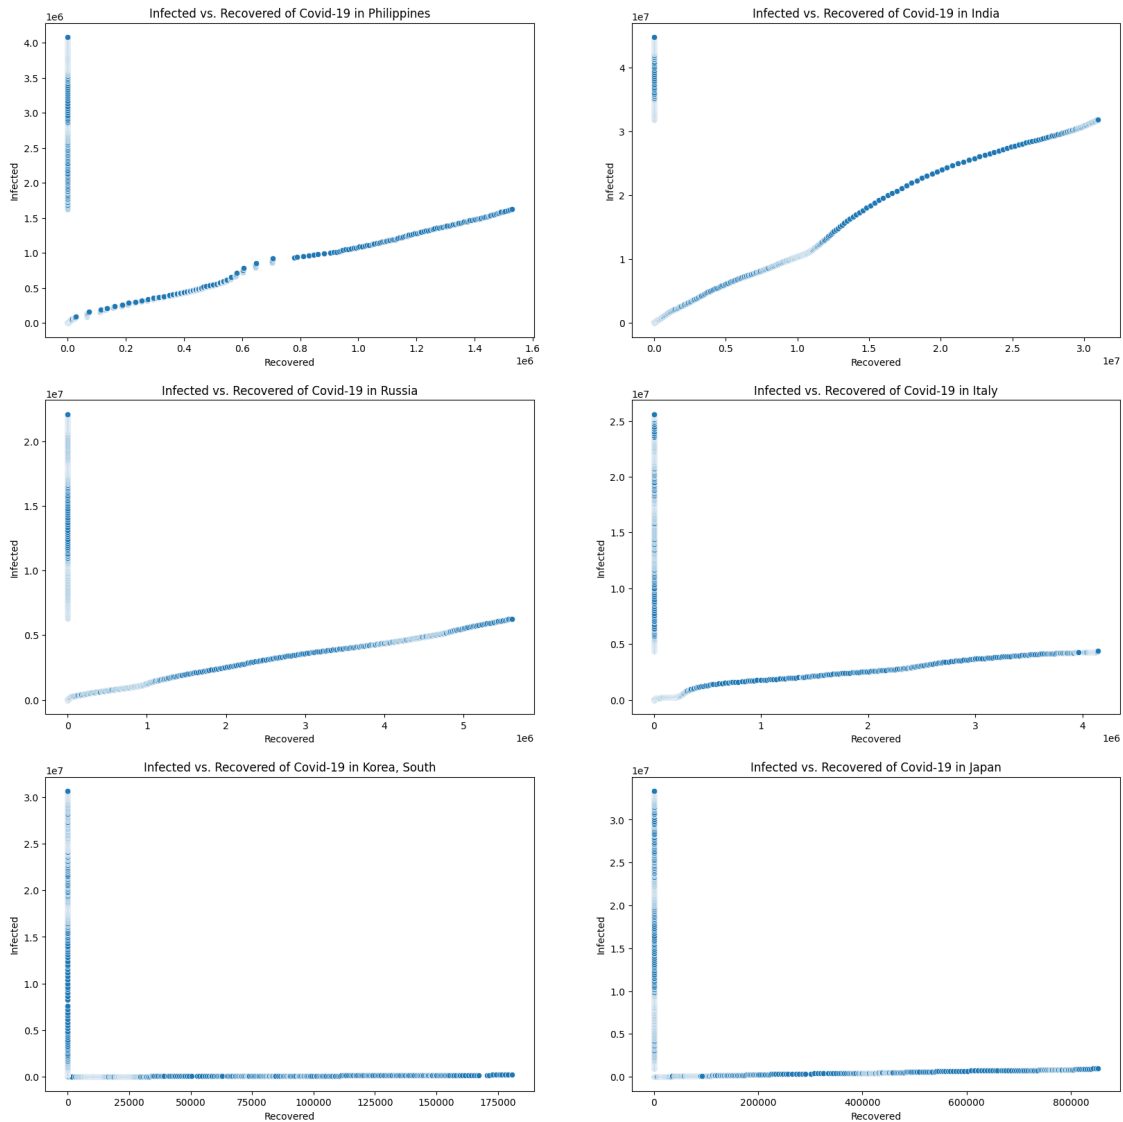 Infected vs. Recovered of Covid-19 in Philippines
1e6
4.0
3.5
3.0
2.5
2.0
1.5
1.0
0.5
0.0
Infected
0.0 0.2 0.4 0.6 0.8 1.0 1.2 1.4 1.6
Recovered
1e6
Infected vs. Recovered of Covid-19 in India
1e7
4
3
2
1
0
Infected
0.0 0.5 1.0 1.5 2.0 2.5 3.0
Recovered
1e7
Infected vs. Recovered of Covid-19 in Russia
1e7
2.0
1.5
1.0
0.5
0.0
Infected
0 1 2 3 4 5
Recovered
1e6
Infected vs. Recovered of Covid-19 in Italy
1e7
2.5
2.0
1.5
1.0
0.5
0.0
Infected
0 1 2 3 4
Recovered
1e6
Infected vs. Recovered of Covid-19 in Korea, South
1e7
3.0
2.5
2.0
1.5
1.0
0.5
0.0
Infected
0 25000 50000 75000 100000 125000 150000 175000
Recovered
Infected vs. Recovered of Covid-19 in Japan
1e7
3.0
2.5
2.0
1.5
1.0
0.5
0.0
Infected
0 200000 400000 600000 800000
Recovered